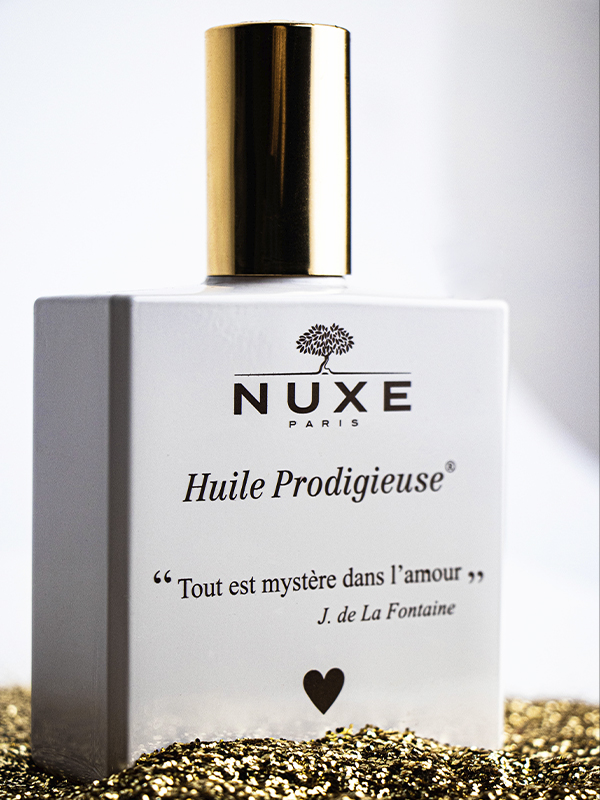 NUXE
PARIS
Huile Prodigieuse®
“ Tout est mystère dans l’amour ”
J. de La Fontaine